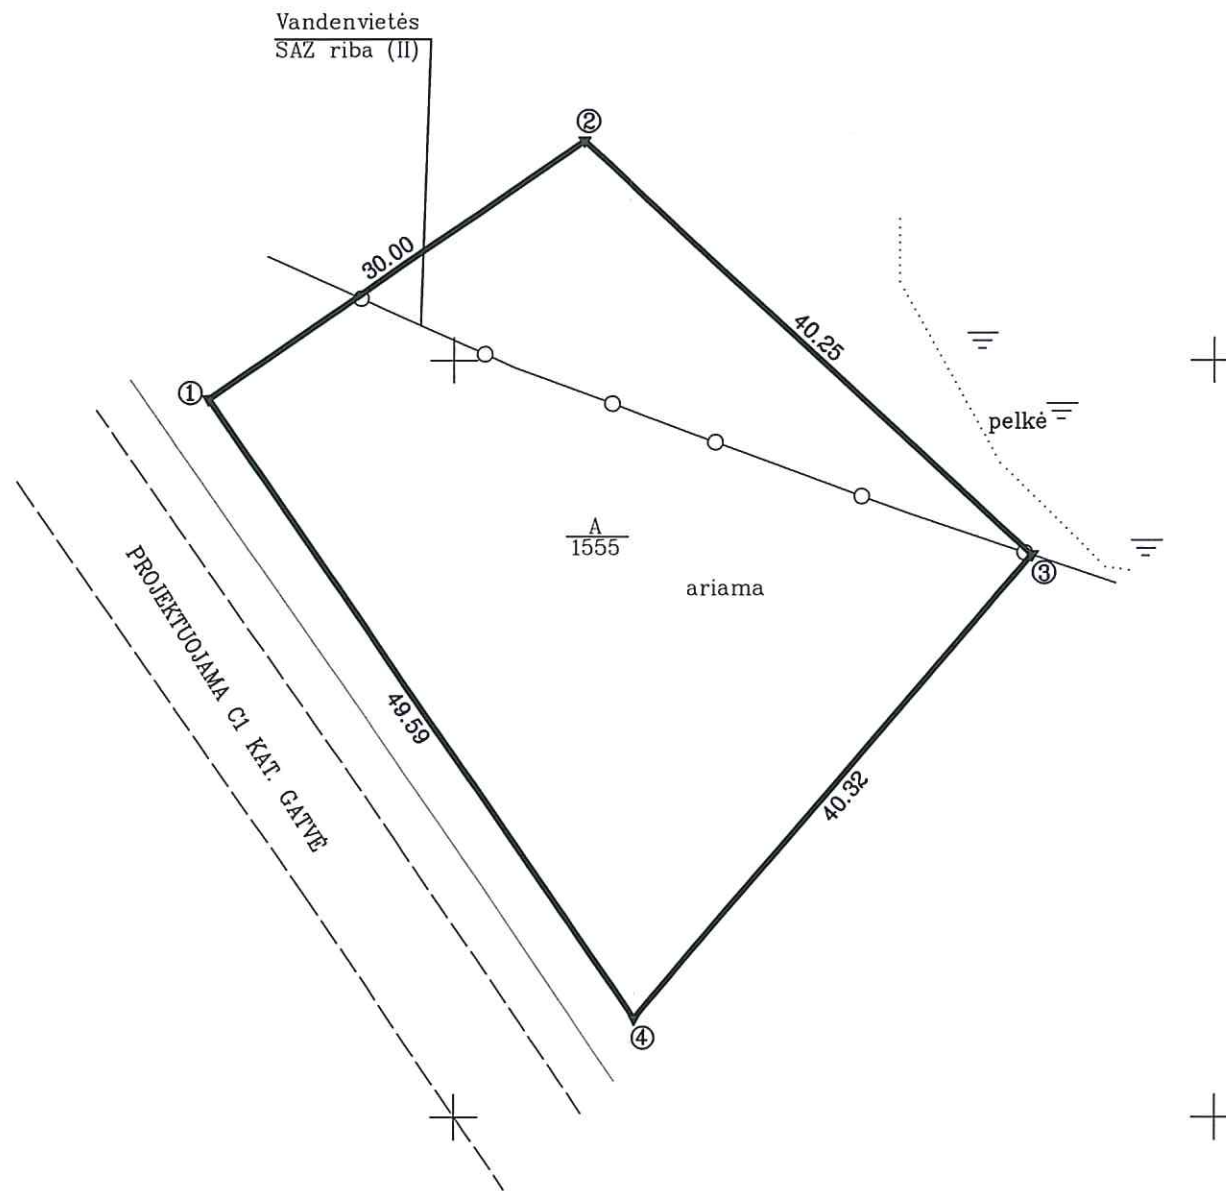 Vandenvietės
SAZ riba (II)
②
30.00
40.25
①
pelkė
A
1555
③
ariama
PROJEKTUOJAMA C1 KAT. GATVĖ
49.59
40.32
④